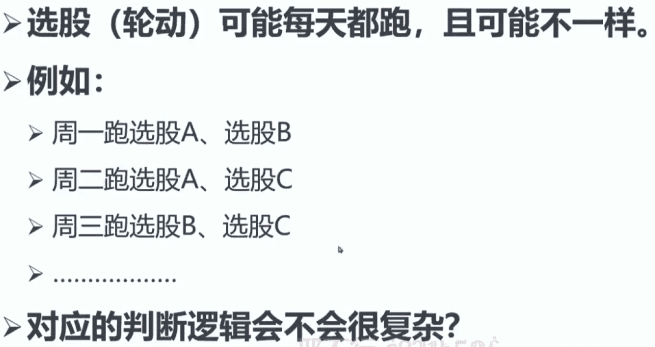 ➢选股（轮动）可能每天都跑，且可能不一样。
➢例如：
➢周一跑选股A、选股B
➢周二跑选股A、选股C
➢周三跑选股B、选股C
➢………………
➢对应的判断逻辑会不会很复杂？